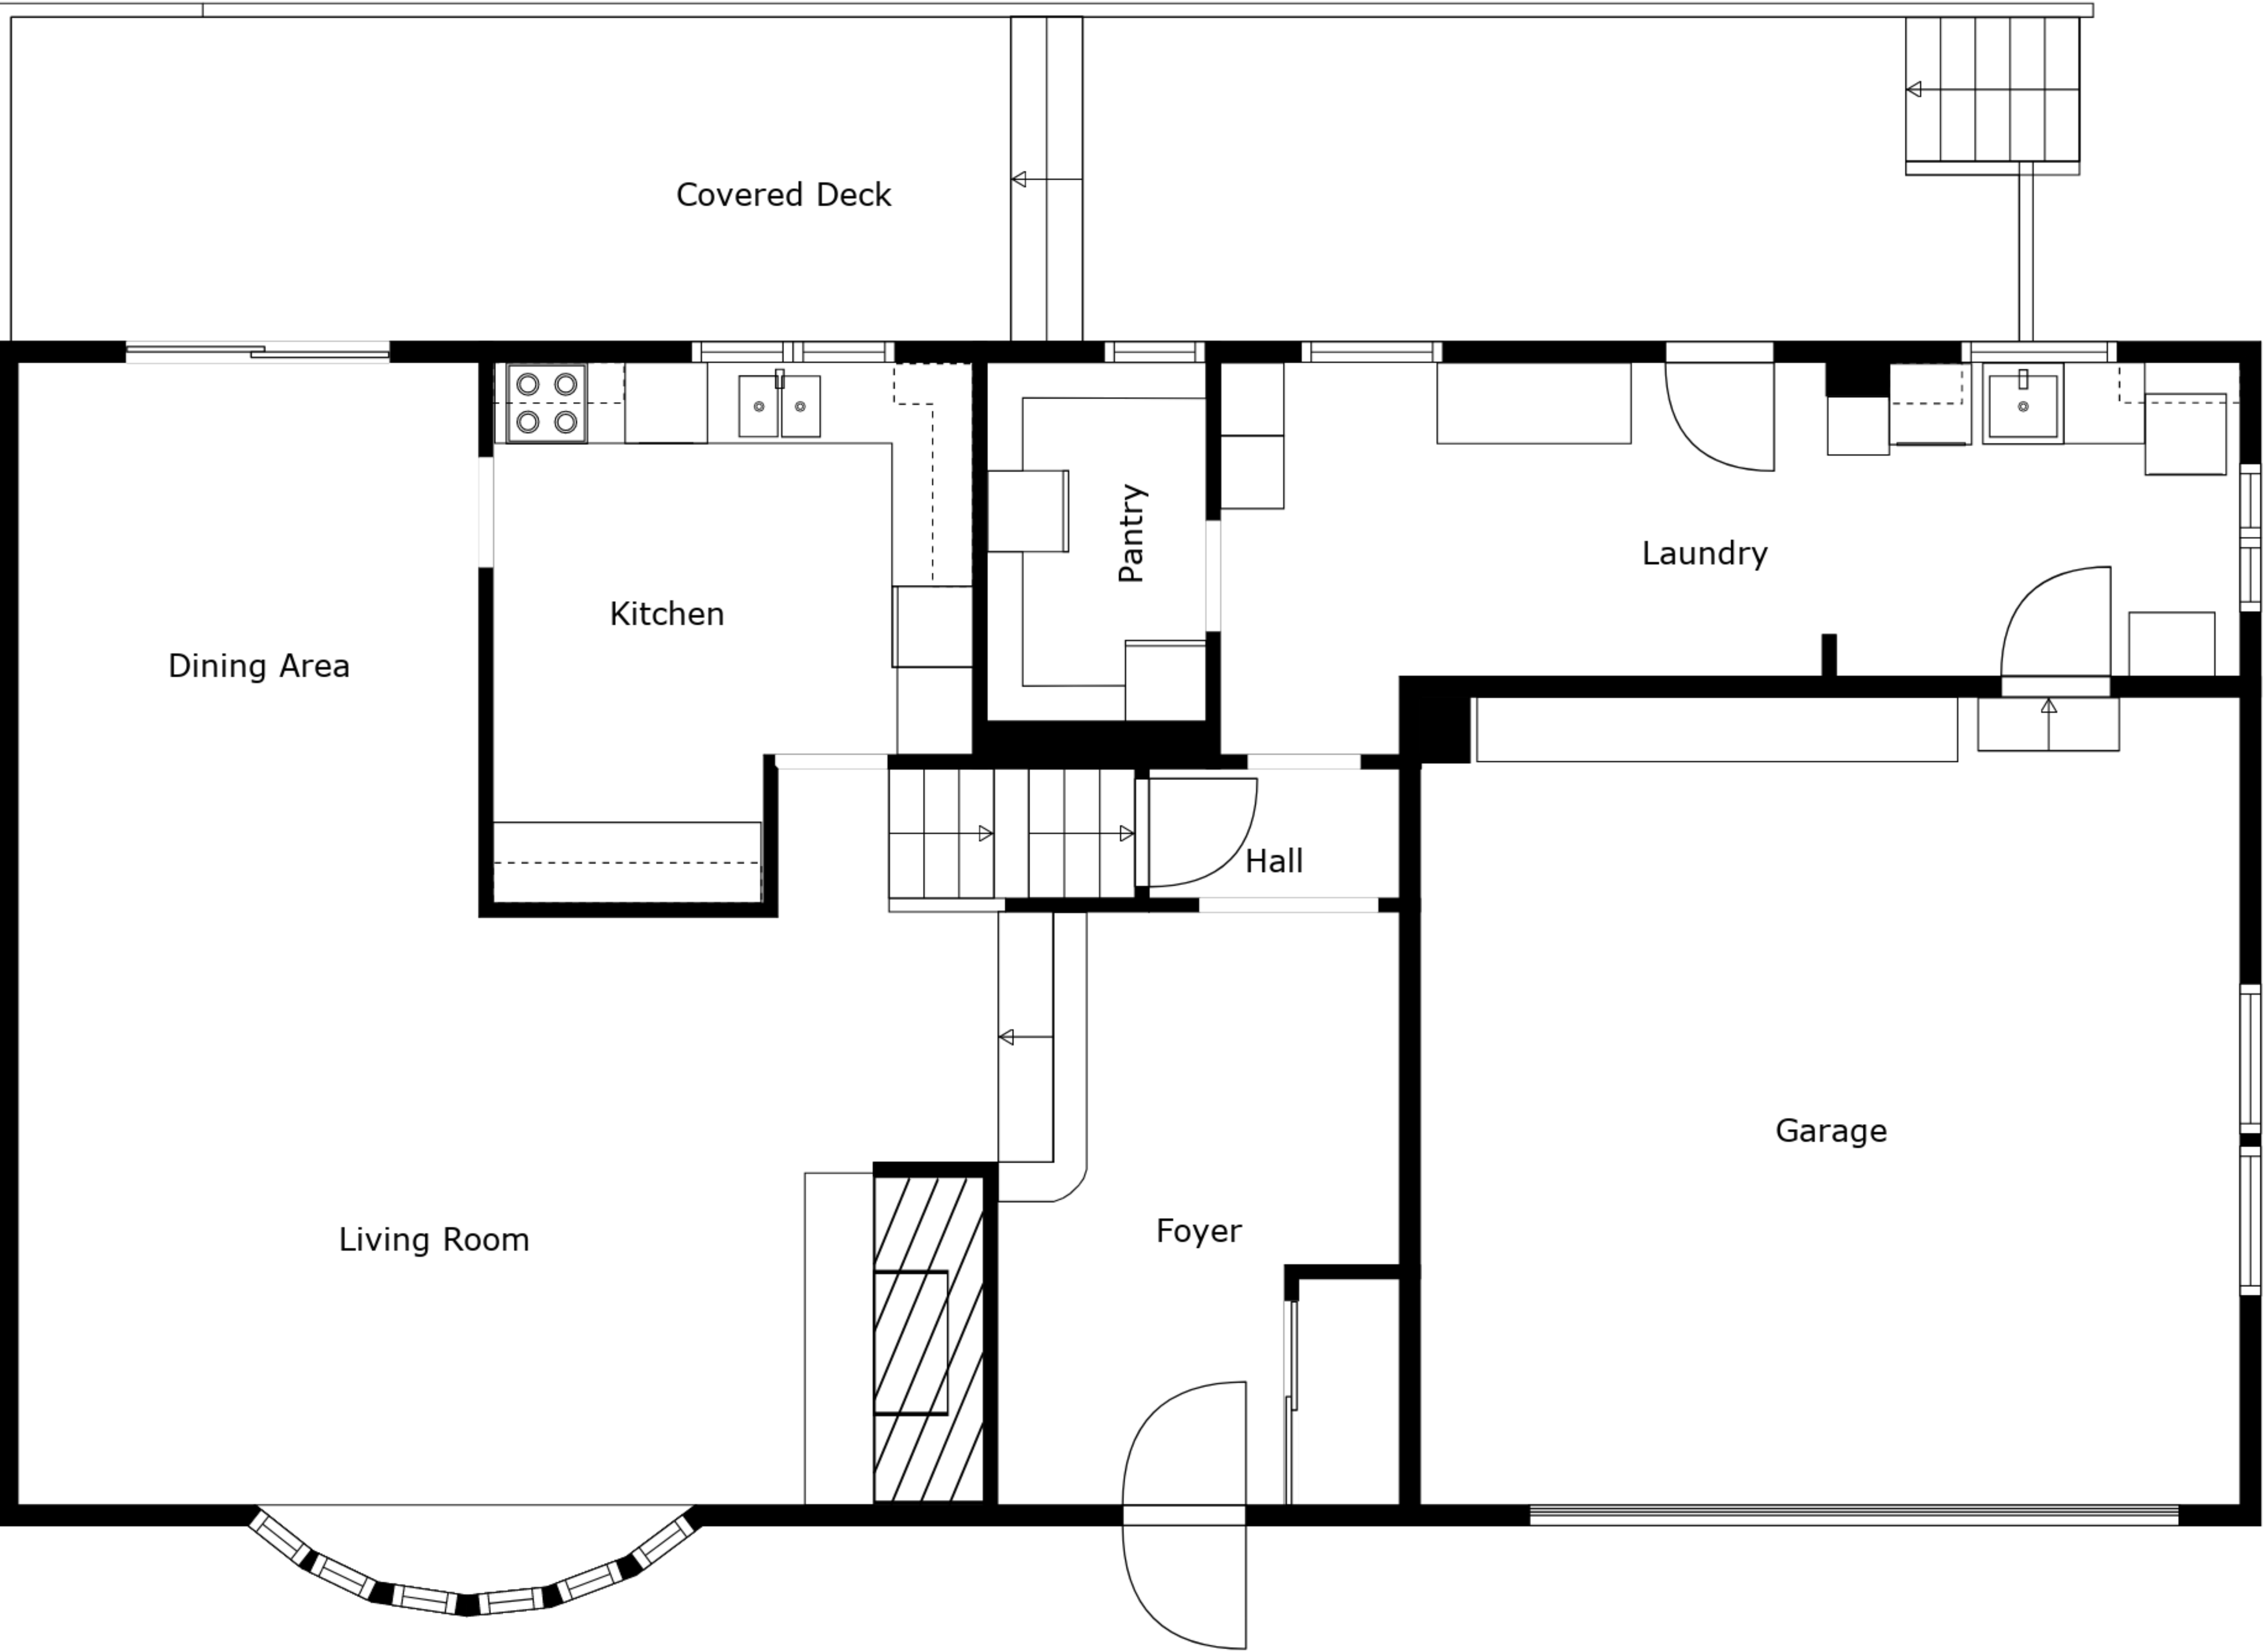 Covered Deck
Pantry
Laundry
Kitchen
Dining Area
Hall
Garage
Foyer
Living Room